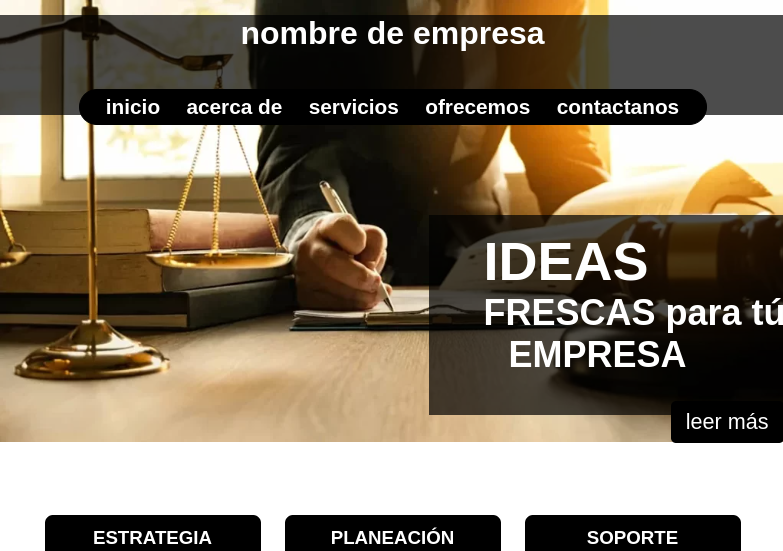 nombre de empresa
inicio acerca de servicios ofrecemos contactanos
IDEAS
FRESCAS para tú
EMPRESA
leer más
ESTRATEGIA PLANEACIÓN SOPORTE